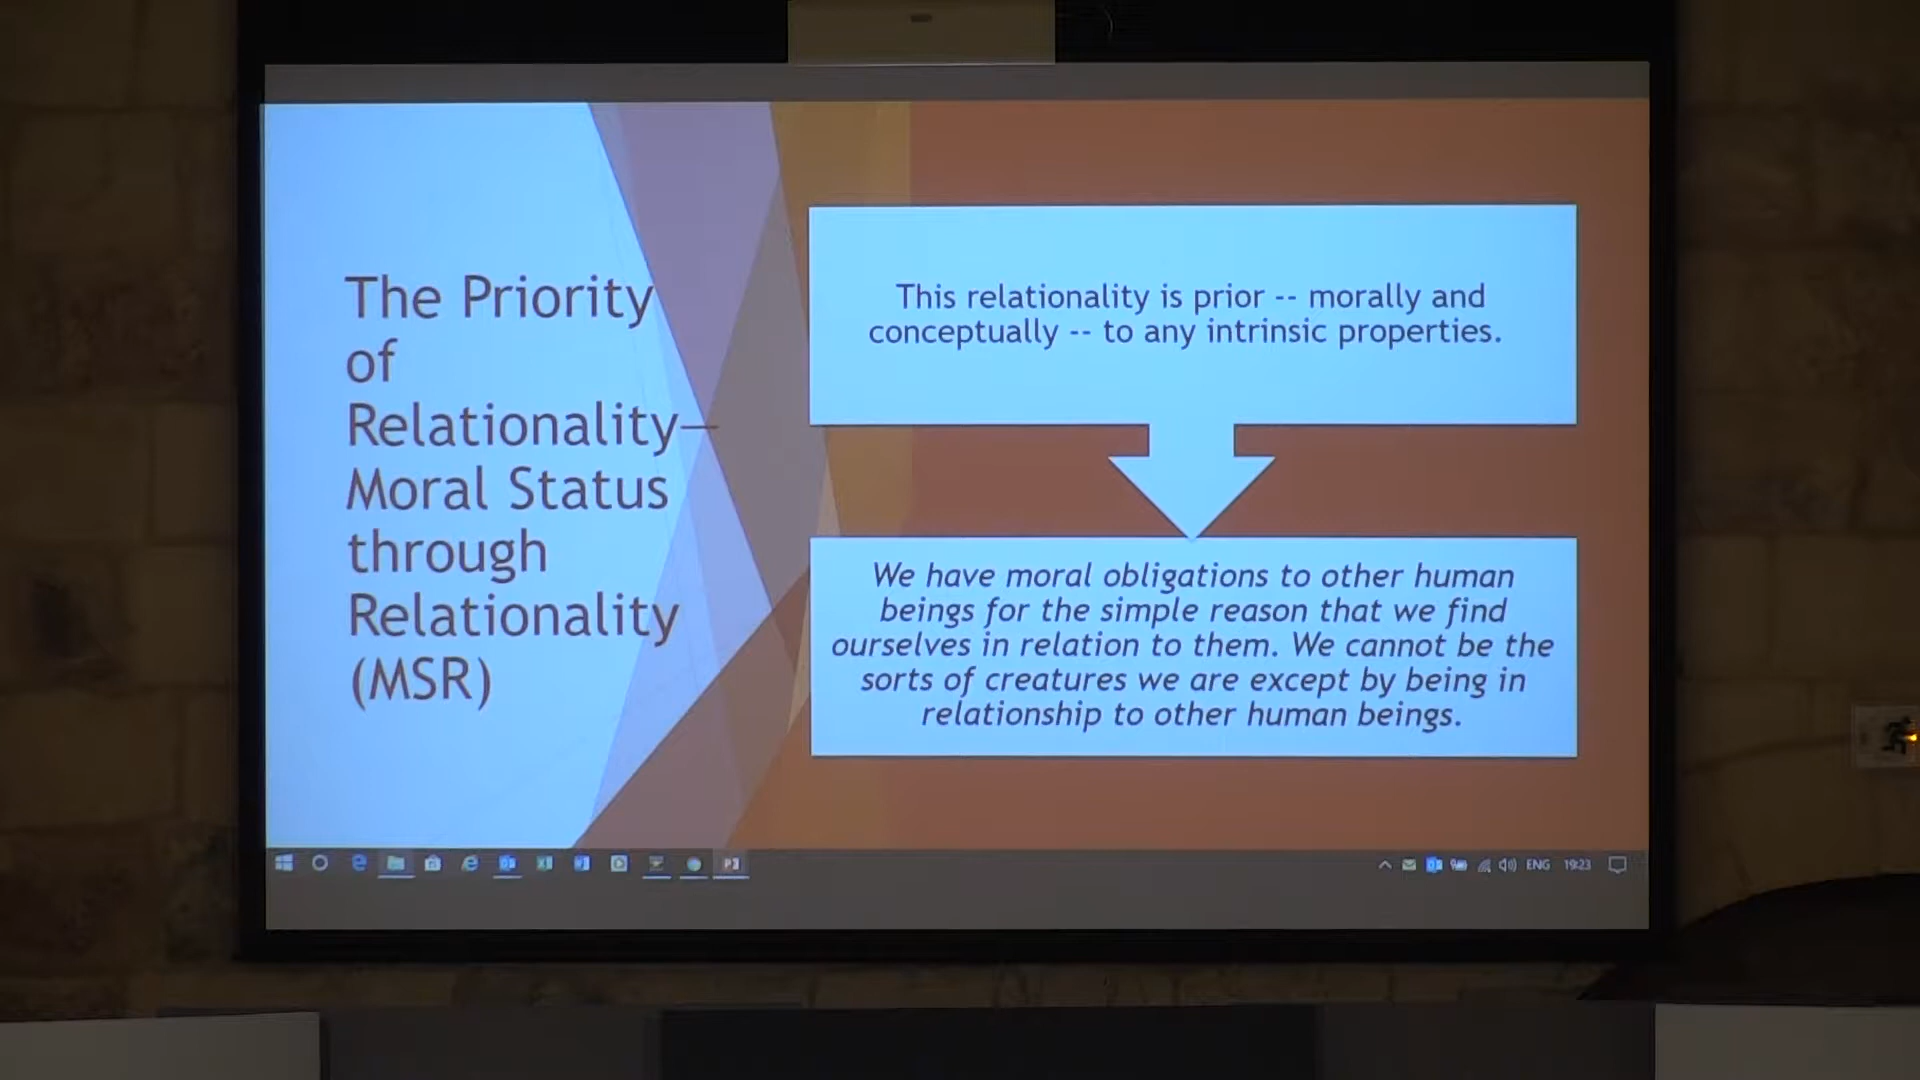 The Priority
of
Relationality—
Moral Status
through
Relationality
(MSR)
This relationality is prior -- morally and
conceptually -- to any intrinsic properties.
We have moral obligations to other human
beings for the simple reason that we find
ourselves in relation to them. We cannot be the
sorts of creatures we are except by being in
relationship to other human beings.
ENG 19:23